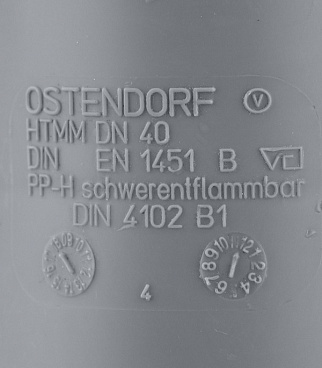 OSTENDORF V
HTMM DN 40
DIN EN 1451 B
PP-H schwerentflammbar
DIN 4102 B1
4